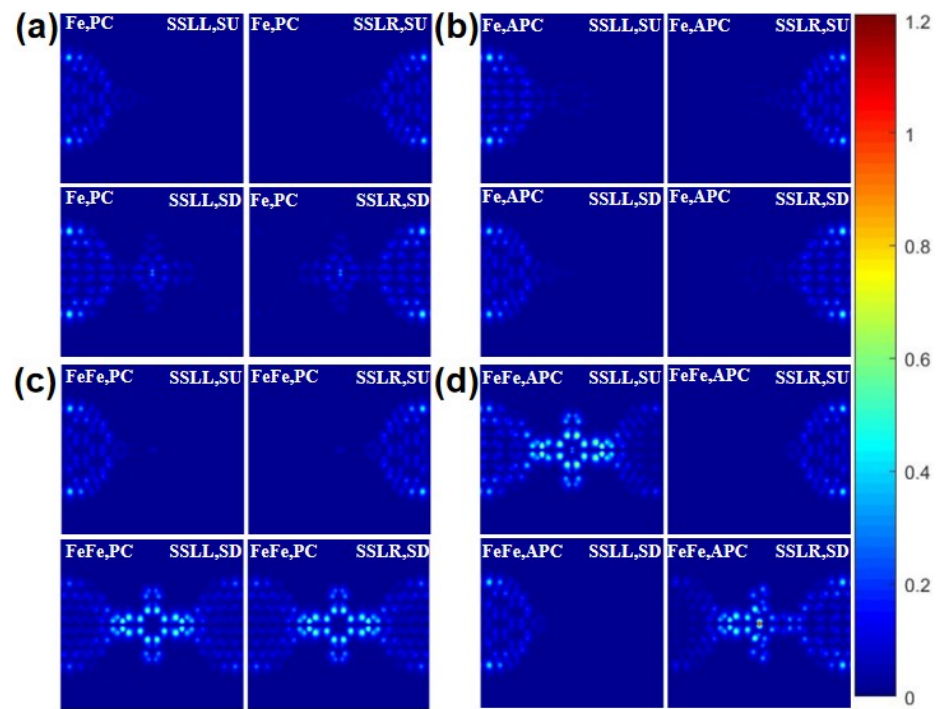 (a) Fe,PC SSLL,SU Fe,PC SSLR,SU (b) Fe,APC SSLL,SU Fe,APC SSLR,SU 1.2
1
Fe,PC SSLL,SD Fe,PC SSLR,SD Fe,APC SSLL,SD Fe,APC SSLR,SD
0.8
0.6
(c) FeFe,PC SSLL,SU FeFe,PC SSLR,SU (d) FeFe,APC SSLL,SU FeFe,APC SSLR,SU
0.4
FeFe,PC SSLL,SD FeFe,PC SSLR,SD FeFe,APC SSLL,SD FeFe,APC SSLR,SD
0.2
0